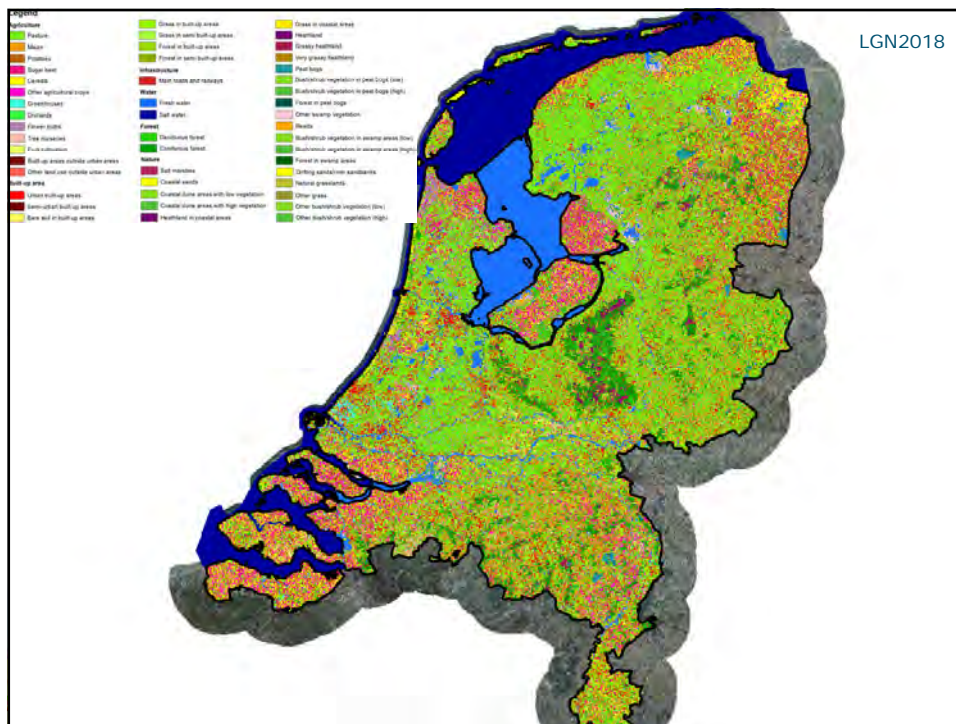 Legend
Agriculture
Pasture
Maize
Potatoes
Sugar beet
Cereals
Other agricultural crops
Greenhouses
Orchards
Flower bulbs
Tree nurseries
Fruit cultivation
Built-up areas outside urban areas
Other land use outside urban areas
Built-up area
Urban built-up areas
Semi-urban built-up areas
Bare soil in built-up areas
Grass in built-up areas
Grass in semi built-up areas
Forest in built-up areas
Forest in semi built-up areas
Infrastructure
Main roads and railways
Water
Fresh water
Salt water
Forest
Deciduous forest
Coniferous forest
Nature
Salt marshes
Coastal sands
Coastal dune areas with low vegetation
Coastal dune areas with high vegetation
Heathland in coastal areas
Grass in coastal areas
Heathland
Grassy heathland
Very grassy heathland
Peat bogs
Bush/shrub vegetation in peat bogs (low)
Bush/shrub vegetation in peat bogs (high)
Forest in peat bogs
Other swamp vegetation
Reeds
Bush/shrub vegetation in swamp areas (low)
Bush/shrub vegetation in swamp areas (high)
Forest in swamp areas
Drifting sands/river sandbanks
Natural grasslands
Other grass
Other bush/shrub vegetation (low)
Other bush/shrub vegetation (high)
LGN2018